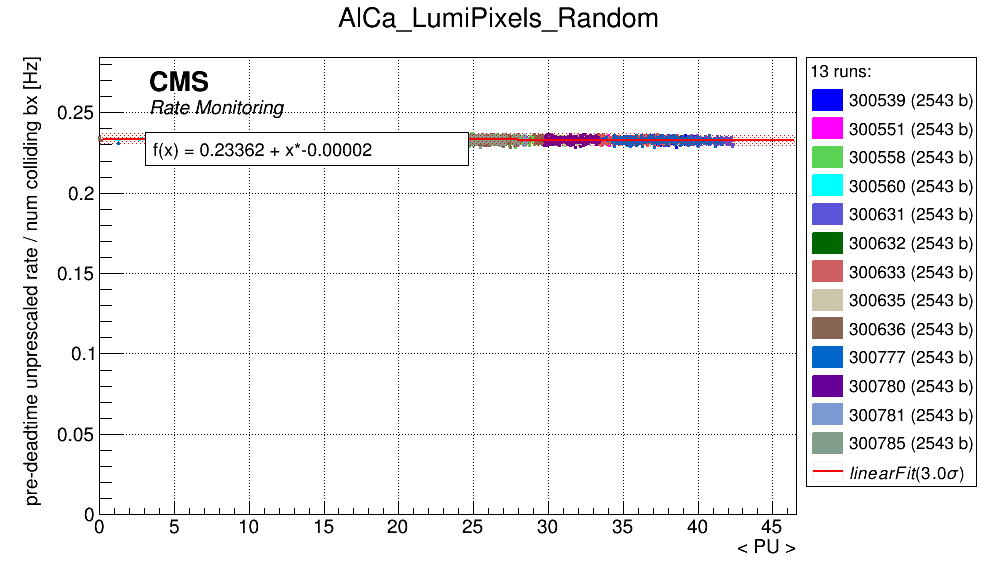 AlCa_LumiPixels_Random
pre-deadtime unprescaled rate / num colliding bx [Hz]
CMS
Rate Monitoring
f(x) = 0.23362 + x*-0.00002
0.25
0.2
0.15
0.1
0.05
0
0 5 10 15 20 25 30 35 40 45
< PU >
13 runs:
300539 (2543 b)
300551 (2543 b)
300558 (2543 b)
300560 (2543 b)
300631 (2543 b)
300632 (2543 b)
300633 (2543 b)
300635 (2543 b)
300636 (2543 b)
300777 (2543 b)
300780 (2543 b)
300781 (2543 b)
300785 (2543 b)
linearFit(3.0σ)